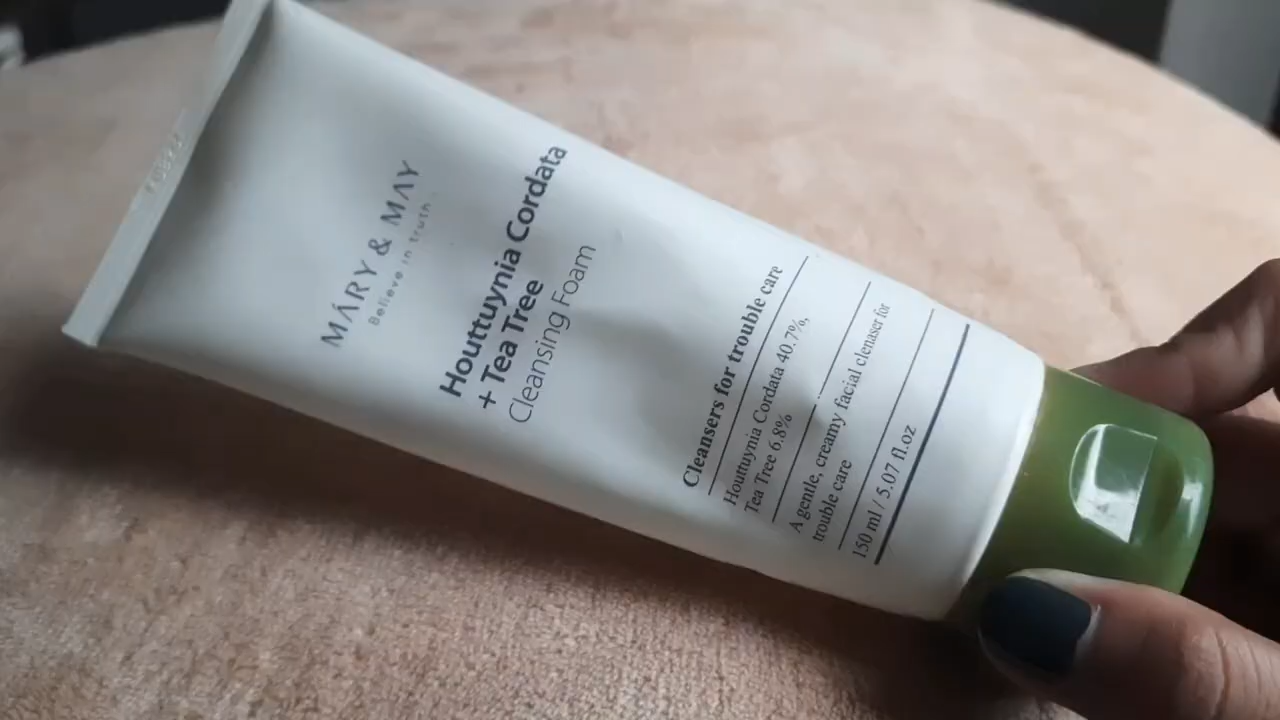 MÁRY & MAY
Believe in truth
Houttuynia Cordata
+ Tea Tree
Cleansing Foam
Cleansers for trouble care
Houttuynia Cordata 40.7%,
Tea Tree 6.8%
A gentle, creamy facial clenaser for
trouble care
150 ml / 5.07 fl.oz